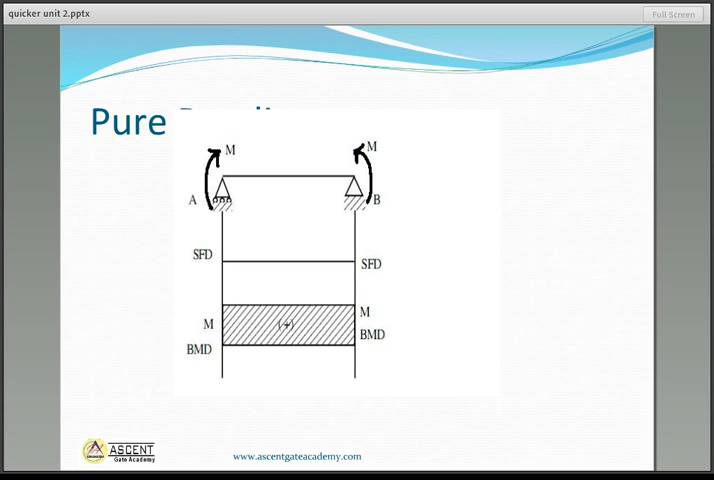 quicker unit 2.pptx
Full Screen
Pure
M
M
A
B
SFD
SFD
M
(+)
M
BMD
BMD
ASCENT
Gate Academy
www.ascentgateacademy.com